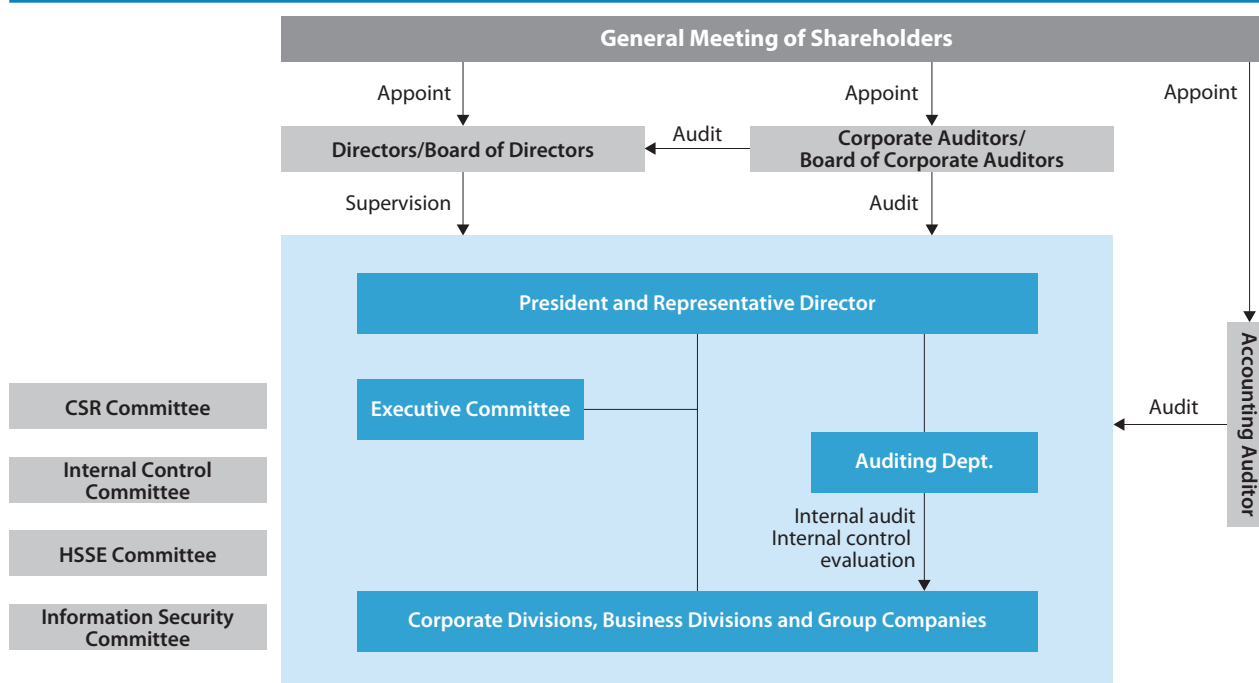 General Meeting of Shareholders
Appoint
Appoint
Appoint
Directors/Board of Directors
Audit
Corporate Auditors/
Board of Corporate Auditors
Supervision
Audit
President and Representative Director
Executive Committee
Auditing Dept.
Internal audit
Internal control
evaluation
Corporate Divisions, Business Divisions and Group Companies
Audit
Accounting Auditor
CSR Committee
Internal Control
Committee
HSSE Committee
Information Security
Committee